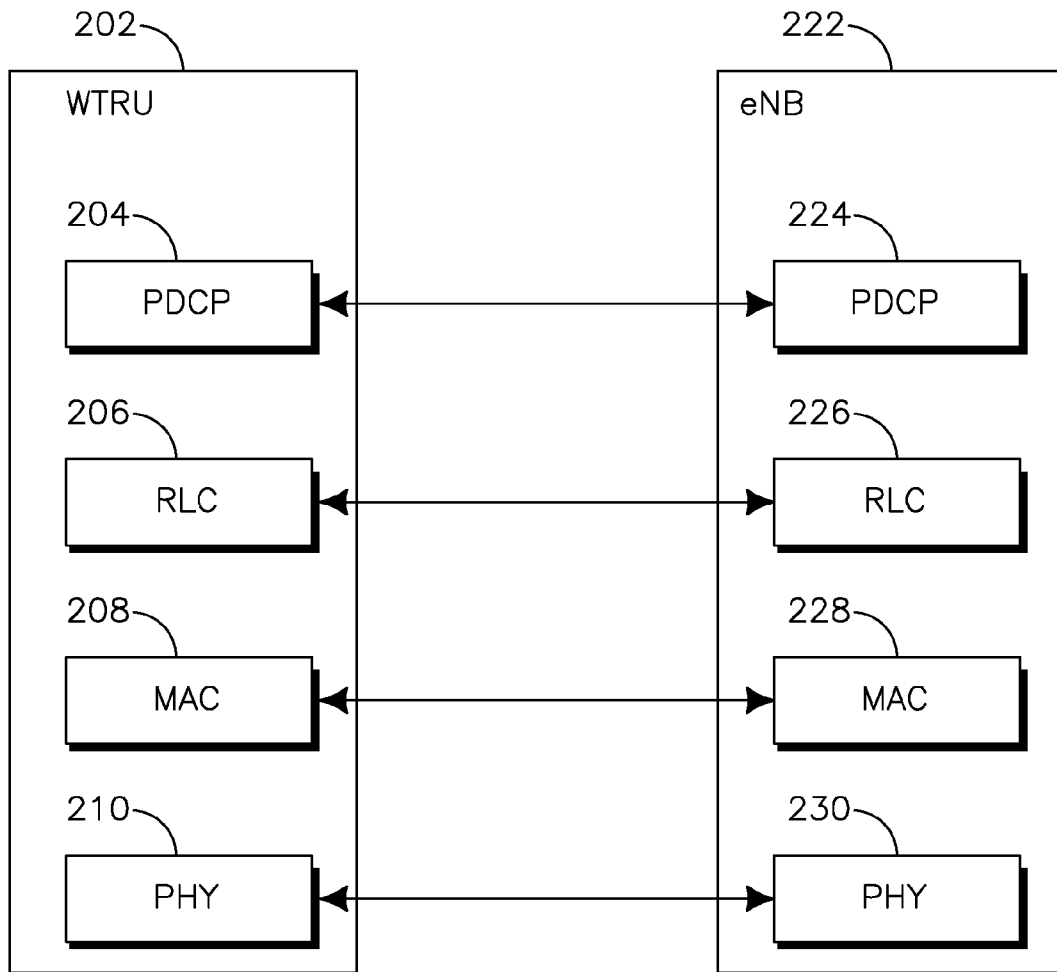 202
222
WTRU
eNB
204
224
PDCP
PDCP
206
226
RLC
RLC
208
228
MAC
MAC
210
230
PHY
PHY